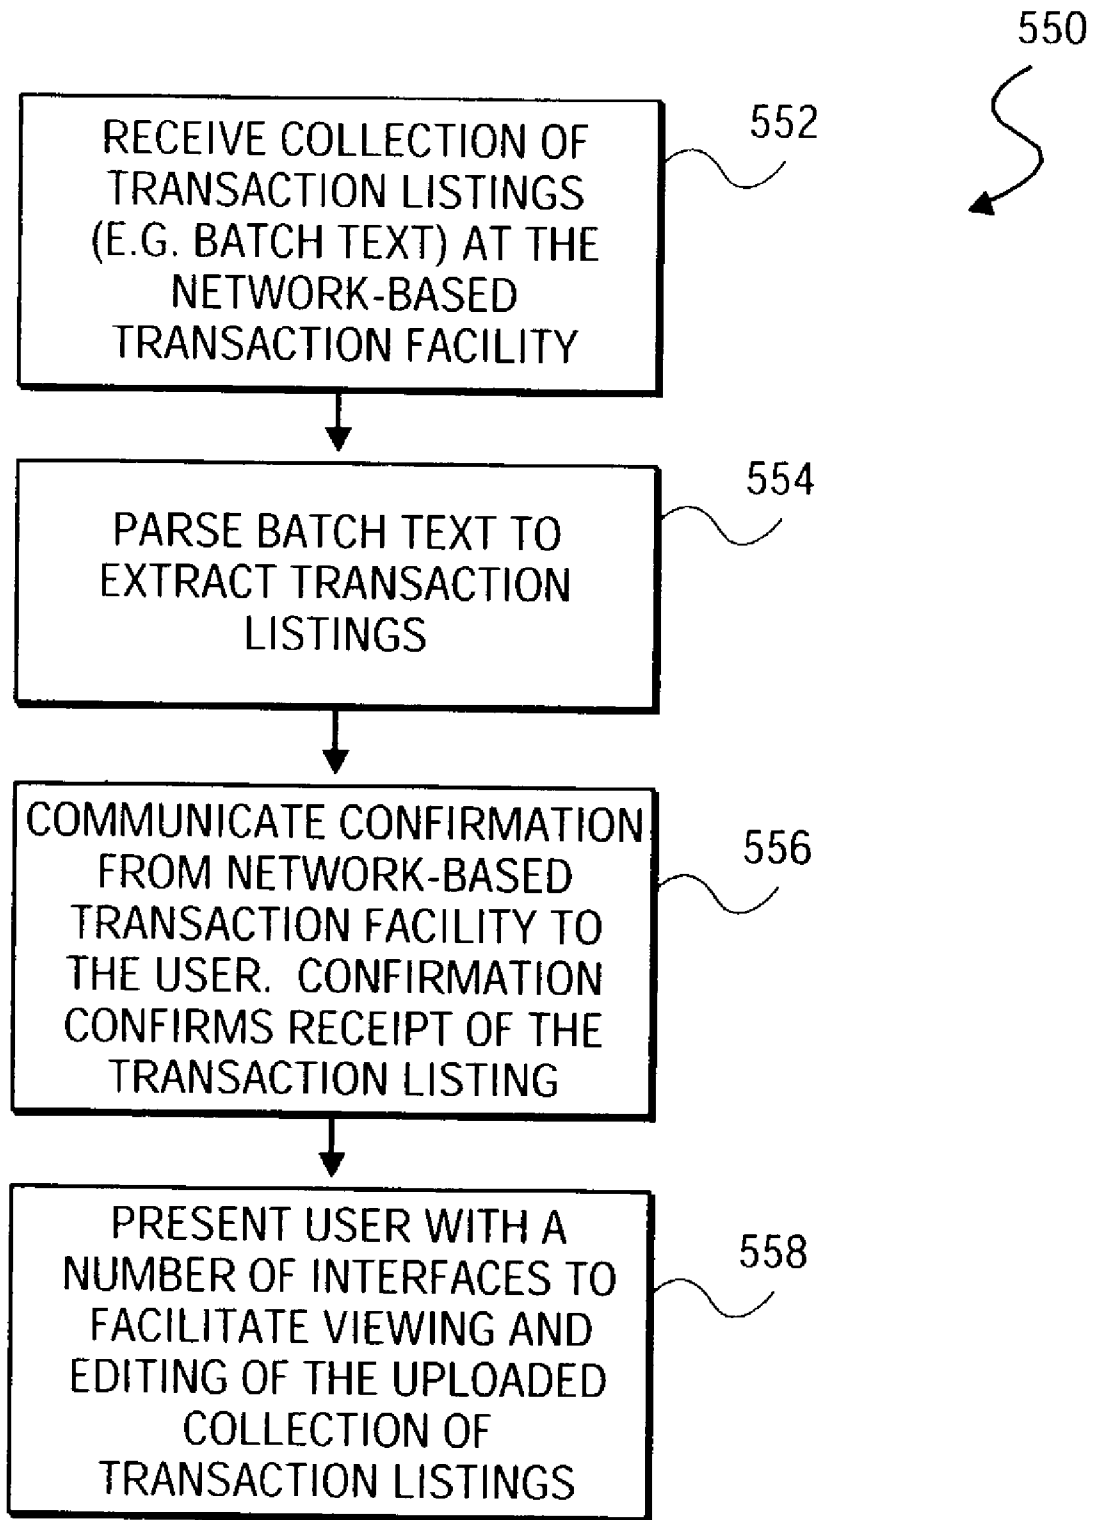 550
RECEIVE COLLECTION OF
TRANSACTION LISTINGS
(E.G. BATCH TEXT) AT THE
NETWORK-BASED
TRANSACTION FACILITY
552
PARSE BATCH TEXT TO
EXTRACT TRANSACTION
LISTINGS
554
COMMUNICATE CONFIRMATION
FROM NETWORK-BASED
TRANSACTION FACILITY TO
THE USER. CONFIRMATION
CONFIRMS RECEIPT OF THE
TRANSACTION LISTING
556
PRESENT USER WITH A
NUMBER OF INTERFACES TO
FACILITATE VIEWING AND
EDITING OF THE UPLOADED
COLLECTION OF
TRANSACTION LISTINGS
558